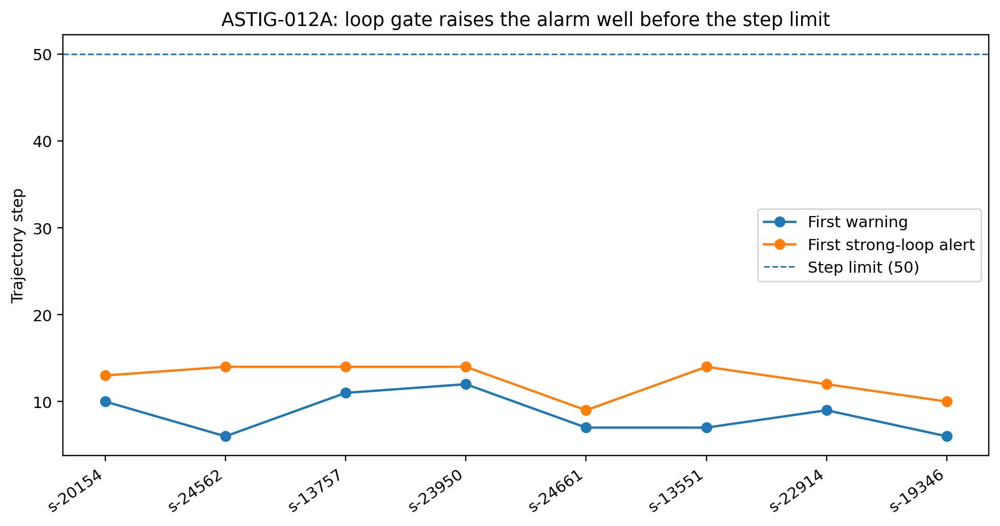 ASTIG-012A: loop gate raises the alarm well before the step limit
Trajectory step
50
40
30
20
10
First warning
First strong-loop alert
Step limit (50)
s-20154
s-24562
s-13757
s-23950
s-24661
s-13551
s-22914
s-19346